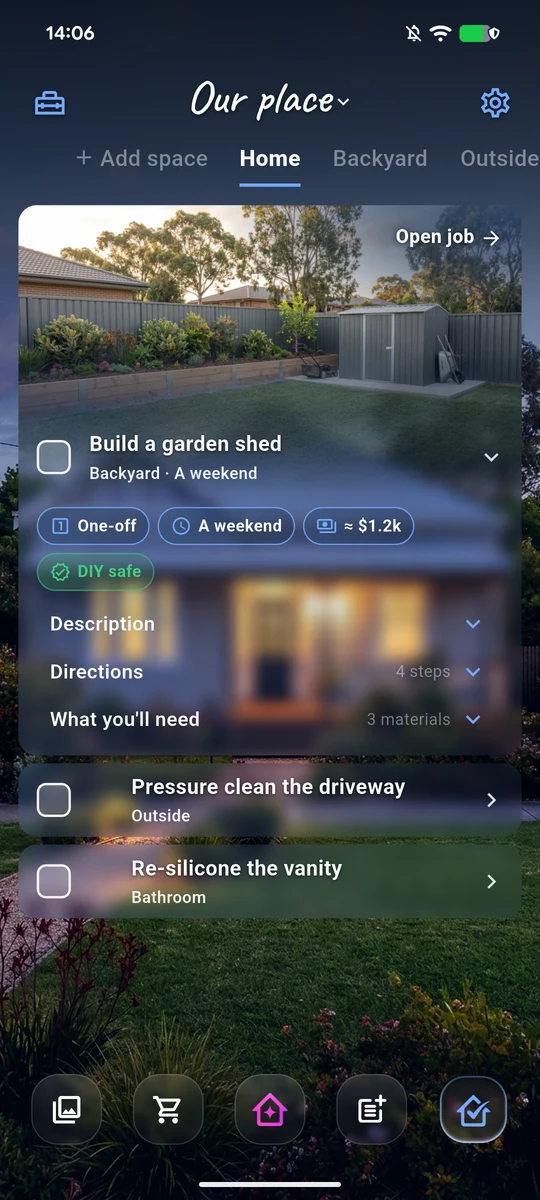 14:06
Our place
+ Add space Home Backyard Outside
Open job →
Build a garden shed
Backyard · A weekend
1 One-off A weekend ≈ $1.2k
DIY safe
Description
Directions 4 steps
What you'll need 3 materials
Pressure clean the driveway
Outside
Re-silicone the vanity
Bathroom